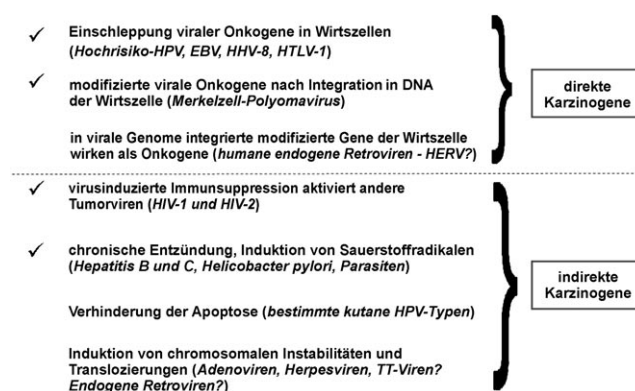 ✓ Einschleppung viraler Onkogene in Wirtszellen
(Hochrisiko-HPV, EBV, HHV-8, HTLV-1)
✓ modifizierte virale Onkogene nach Integration in DNA
der Wirtszelle (Merkelzell-Polyomavirus)
in virale Genome integrierte modifizierte Gene der Wirtszelle
wirken als Onkogene (humane endogene Retroviren - HERV?)
direkte
Karzinogene
✓ virusinduzierte Immunsuppression aktiviert andere
Tumorviren (HIV-1 und HIV-2)
✓ chronische Entzündung, Induktion von Sauerstoffradikalen
(Hepatitis B und C, Helicobacter pylori, Parasiten)
Verhinderung der Apoptose (bestimmte kutane HPV-Typen)
Induktion von chromosomalen Instabilitäten und
Translozierungen (Adenoviren, Herpesviren, TT-Viren?
Endogene Retroviren?)
indirekte
Karzinogene